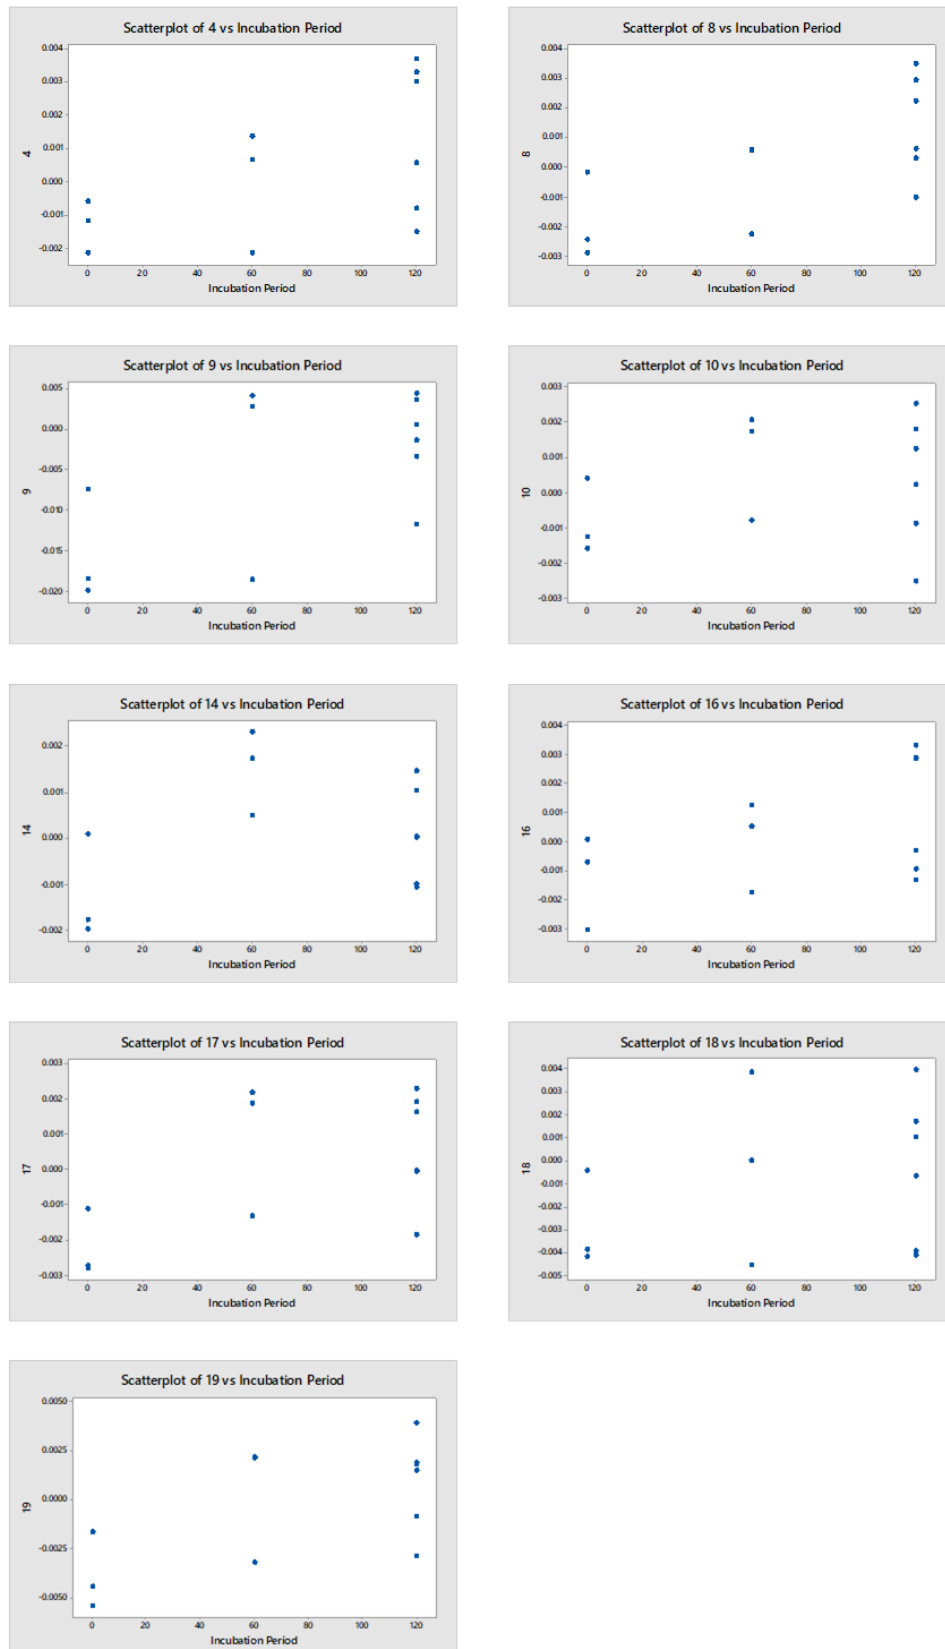 Scatterplot of 4 vs Incubation Period
0.004
0.003
0.002
0.001
0.000
-0.001
-0.002
4
0 20 40 60 80 100 120
Incubation Period
Scatterplot of 8 vs Incubation Period
0.004
0.003
0.002
0.001
0.000
-0.001
-0.002
-0.003
8
0 20 40 60 80 100 120
Incubation Period
Scatterplot of 9 vs Incubation Period
0.005
0.000
-0.005
-0.010
-0.015
-0.020
9
0 20 40 60 80 100 120
Incubation Period
Scatterplot of 10 vs Incubation Period
0.003
0.002
0.001
0.000
-0.001
-0.002
-0.003
10
0 20 40 60 80 100 120
Incubation Period
Scatterplot of 14 vs Incubation Period
0.002
0.001
0.000
-0.001
-0.002
14
0 20 40 60 80 100 120
Incubation Period
Scatterplot of 16 vs Incubation Period
0.004
0.003
0.002
0.001
0.000
-0.001
-0.002
-0.003
16
0 20 40 60 80 100 120
Incubation Period
Scatterplot of 17 vs Incubation Period
0.003
0.002
0.001
0.000
-0.001
-0.002
-0.003
17
0 20 40 60 80 100 120
Incubation Period
Scatterplot of 18 vs Incubation Period
0.004
0.003
0.002
0.001
0.000
-0.001
-0.002
-0.003
-0.004
-0.005
18
0 20 40 60 80 100 120
Incubation Period
Scatterplot of 19 vs Incubation Period
0.0050
0.0025
0.0000
-0.0025
-0.0050
19
0 20 40 60 80 100 120
Incubation Period